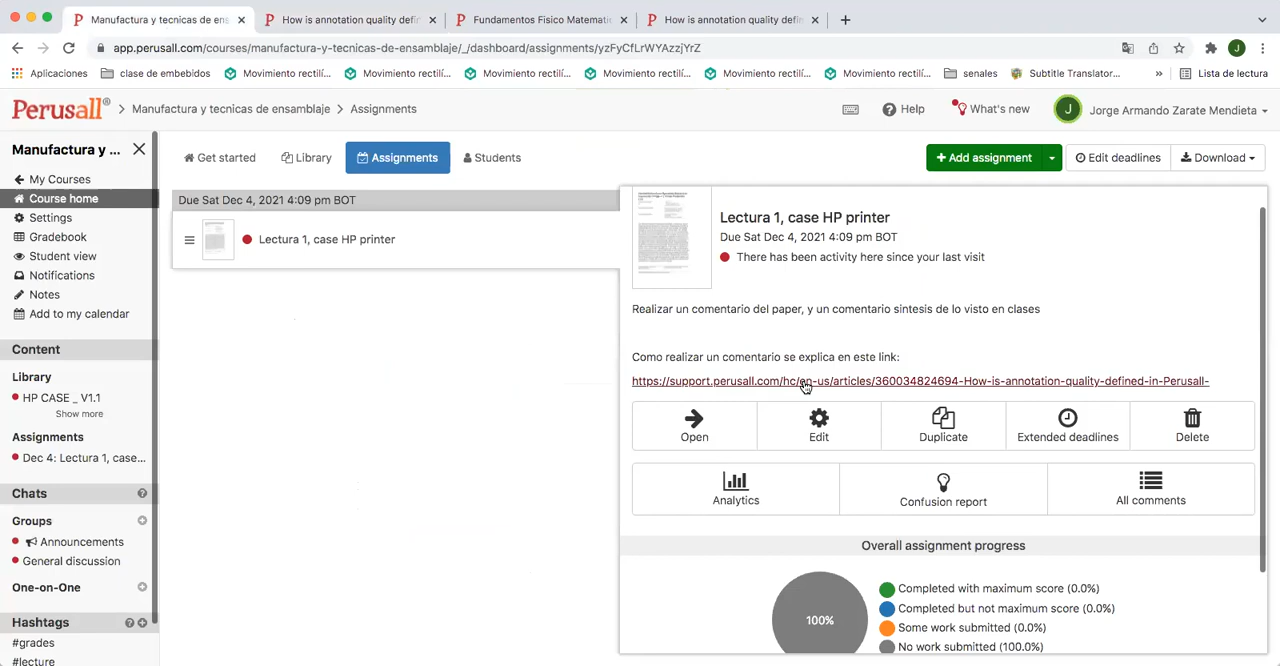 Manufactura y tecnicas de ens
How is annotation quality defin
Fundamentos Fisico Matemati
How is annotation quality defin
app.perusall.com/courses/manufactura-y-tecnicas-de-ensamblaje/_/dashboard/assignments/yzFyCfLrWYAzzjYrZ
J
Aplicaciones
clase de embebidos
Movimiento rectilí...
Movimiento rectilí...
Movimiento rectilí...
Movimiento rectilí...
Movimiento rectilí...
Movimiento rectilí...
senales
Subtitle Translator...
»
Lista de lectura
Perusall®
Manufactura y tecnicas de ensamblaje
Assignments
Help
What's new
J
Jorge Armando Zarate Mendieta
Manufactura y ...
My Courses
Course home
Settings
Gradebook
Student view
Notifications
Notes
Add to my calendar
Content
Library
HP CASE _ V1.1
Show more
Assignments
Dec 4: Lectura 1, case...
Chats
Groups
Announcements
General discussion
One-on-One
Hashtags
#grades
#lecture
Get started
Library
Assignments
Students
+ Add assignment
Edit deadlines
Download
Due Sat Dec 4, 2021 4:09 pm BOT
Lectura 1, case HP printer
Lectura 1, case HP printer
Due Sat Dec 4, 2021 4:09 pm BOT
There has been activity here since your last visit
Realizar un comentario del paper, y un comentario sintesis de lo visto en clases
Como realizar un comentario se explica en este link:
https://support.perusall.com/hc/en-us/articles/360034824694-How-is-annotation-quality-defined-in-Perusall-
Open
Edit
Duplicate
Extended deadlines
Delete
Analytics
Confusion report
All comments
Overall assignment progress
100%
Completed with maximum score (0.0%)
Completed but not maximum score (0.0%)
Some work submitted (0.0%)
No work submitted (100.0%)